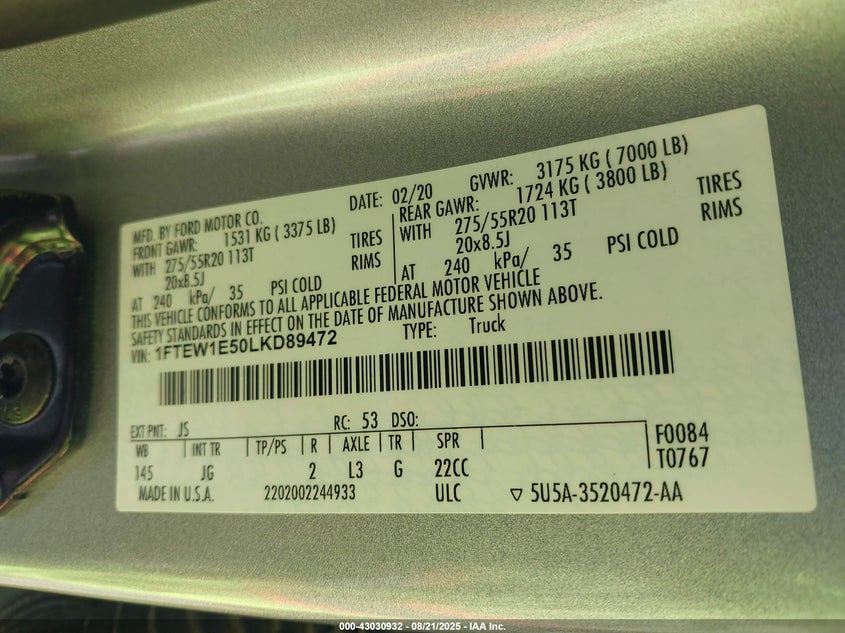 MFD. BY FORD MOTOR CO.
DATE: 02/20 GVWR: 3175 KG ( 7000 LB)
FRONT GAWR: 1531 KG ( 3375 LB)
REAR GAWR: 1724 KG ( 3800 LB)
WITH 275/55R20 113T TIRES
WITH 275/55R20 113T TIRES
20x8.5J RIMS
20x8.5J RIMS
AT 240 kPa/ 35 PSI COLD
AT 240 kPa/ 35 PSI COLD
THIS VEHICLE CONFORMS TO ALL APPLICABLE FEDERAL MOTOR VEHICLE
SAFETY STANDARDS IN EFFECT ON THE DATE OF MANUFACTURE SHOWN ABOVE.
VIN: 1FTEW1E50LKD89472 TYPE: Truck
EXT PNT: JS RC: 53 DSO:
WB INT TR TP/PS R AXLE TR SPR F0084
145 JG 2 L3 G 22CC T0767
MADE IN U.S.A. 2202002244933 ULC ▽ 5U5A-3520472-AA
000-43030932 - 08/21/2025 - IAA Inc.